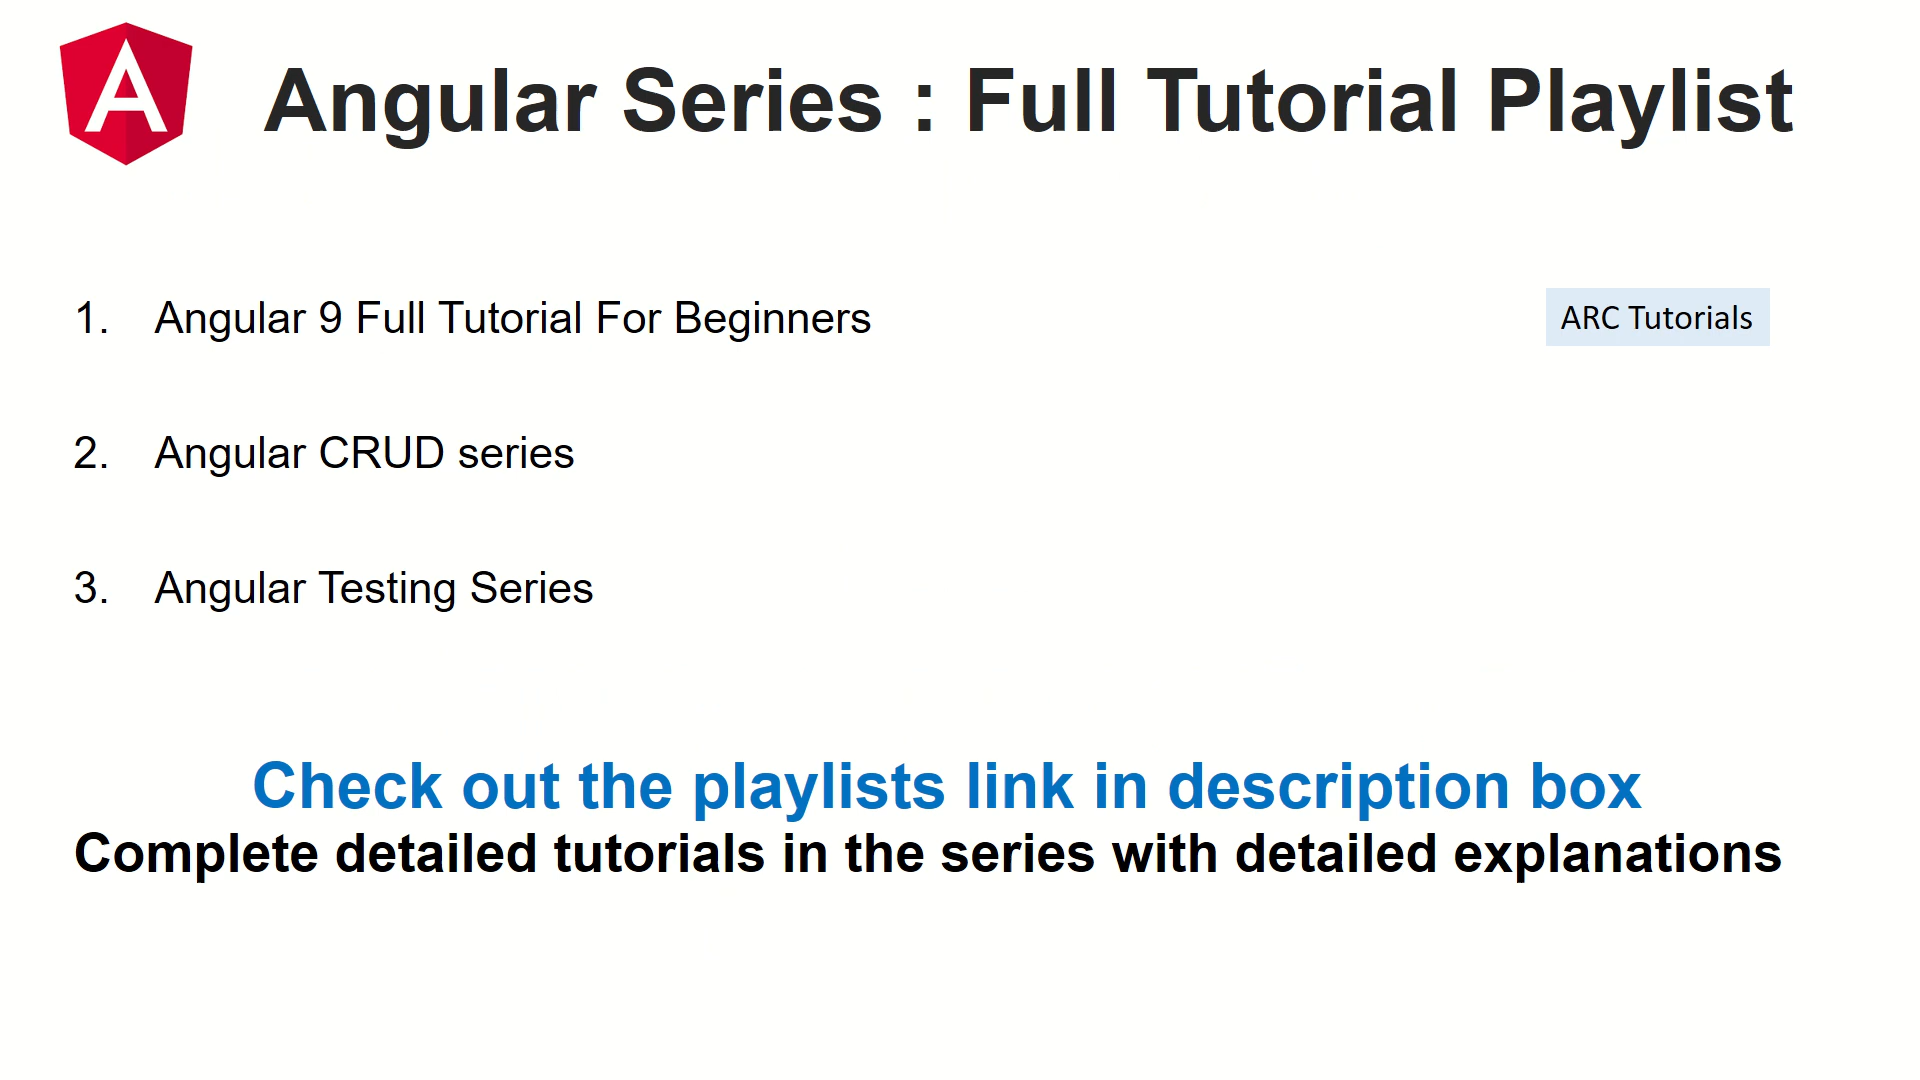 Angular Series : Full Tutorial Playlist
1. Angular 9 Full Tutorial For Beginners
ARC Tutorials
2. Angular CRUD series
3. Angular Testing Series
Check out the playlists link in description box
Complete detailed tutorials in the series with detailed explanations